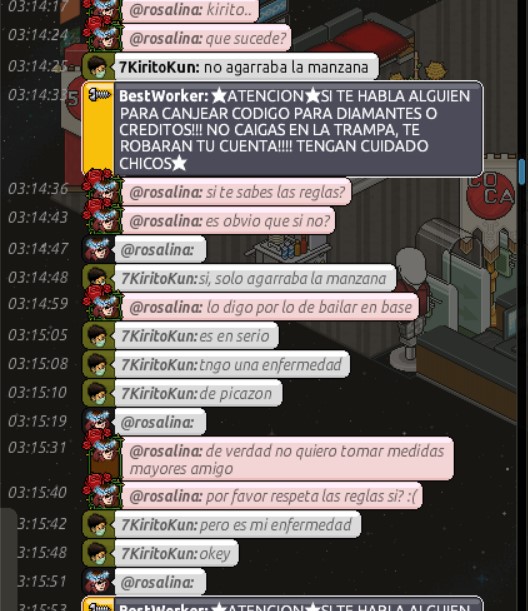 03:14:17 @rosalina: kirito..
03:14:24 @rosalina: que sucede?
03:14:25 7KiritoKun: no agarraba la manzana
03:14:33 BestWorker: ★ATENCION★SI TE HABLA ALGUIEN
PARA CANJEAR CODIGO PARA DIAMANTES O
CREDITOS!!! NO CAIGAS EN LA TRAMPA, TE
ROBARAN TU CUENTA!!!! TENGAN CUIDADO
CHICOS★
03:14:36 @rosalina: si te sabes las reglas?
03:14:43 @rosalina: es obvio que si no?
03:14:47 @rosalina:
03:14:48 7KiritoKun: si, solo agarraba la manzana
03:14:59 @rosalina: lo digo por lo de bailar en base
03:15:05 7KiritoKun: es en serio
03:15:08 7KiritoKun: tngo una enfermedad
03:15:10 7KiritoKun: de picazon
03:15:19 @rosalina:
03:15:31 @rosalina: de verdad no quiero tomar medidas
mayores amigo
03:15:40 @rosalina: por favor respeta las reglas si? :(
03:15:42 7KiritoKun: pero es mi enfermedad
03:15:48 7KiritoKun: okey
03:15:51 @rosalina:
03:15:53 BestWorker: ★ATENCION★SI TE HABLA ALGUIEN
CO
CA